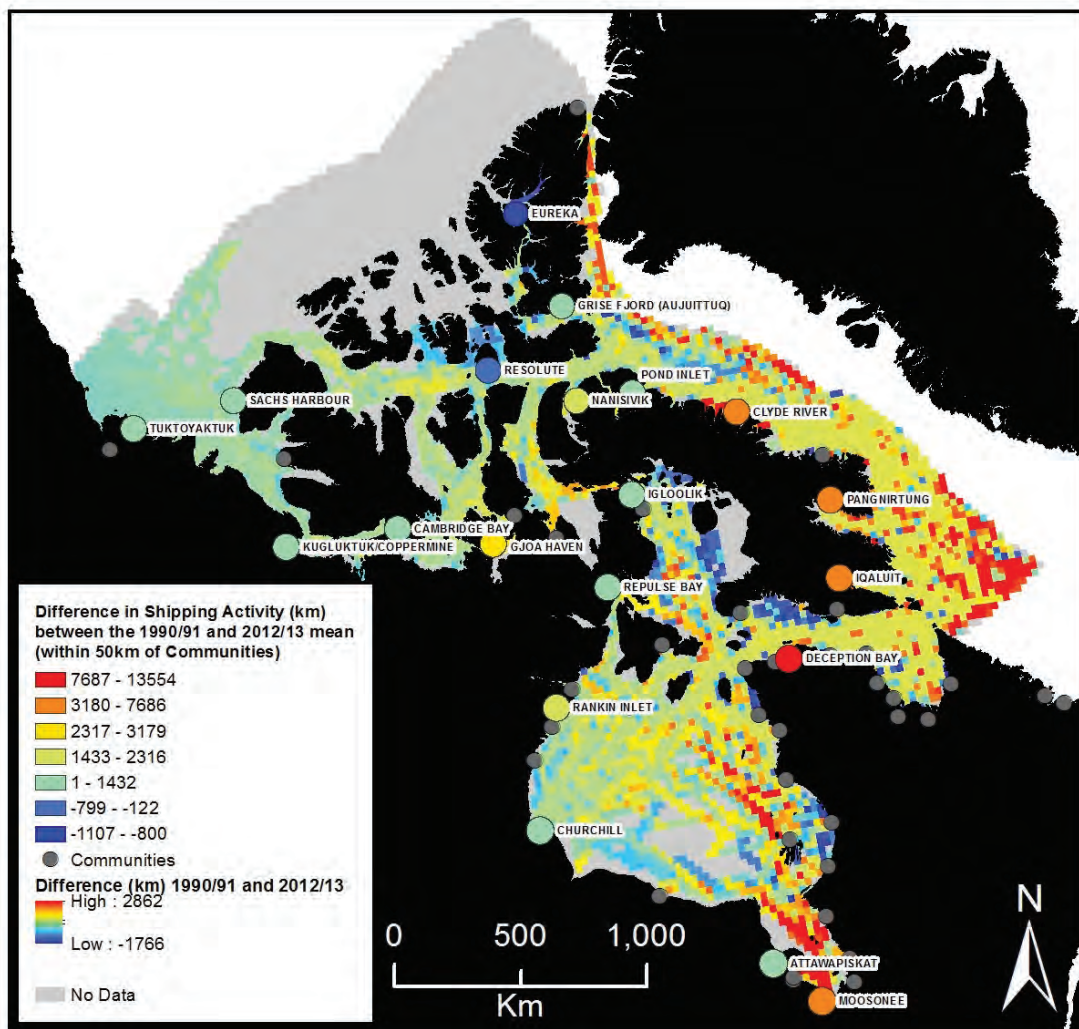 EUREKA
GRISE FJORD (AUJUITTUQ)
RESOLUTE
POND INLET
SACHS HARBOUR
NANISIVIK
CLYDE RIVER
TUKTOYAKTUK
IGLOOLIK
PANGNIRTUNG
CAMBRIDGE BAY
KUGLUKTUK/COPPERMINE
GJOA HAVEN
IQALUIT
REPULSE BAY
DECEPTION BAY
RANKIN INLET
CHURCHILL
ATTAWAPISKAT
MOOSONEE
Difference in Shipping Activity (km)
between the 1990/91 and 2012/13 mean
(within 50km of Communities)
7687 - 13554
3180 - 7686
2317 - 3179
1433 - 2316
1 - 1432
-799 - -122
-1107 - -800
Communities
Difference (km) 1990/91 and 2012/13
High : 2862
Low : -1766
No Data
0 500 1,000
Km
N